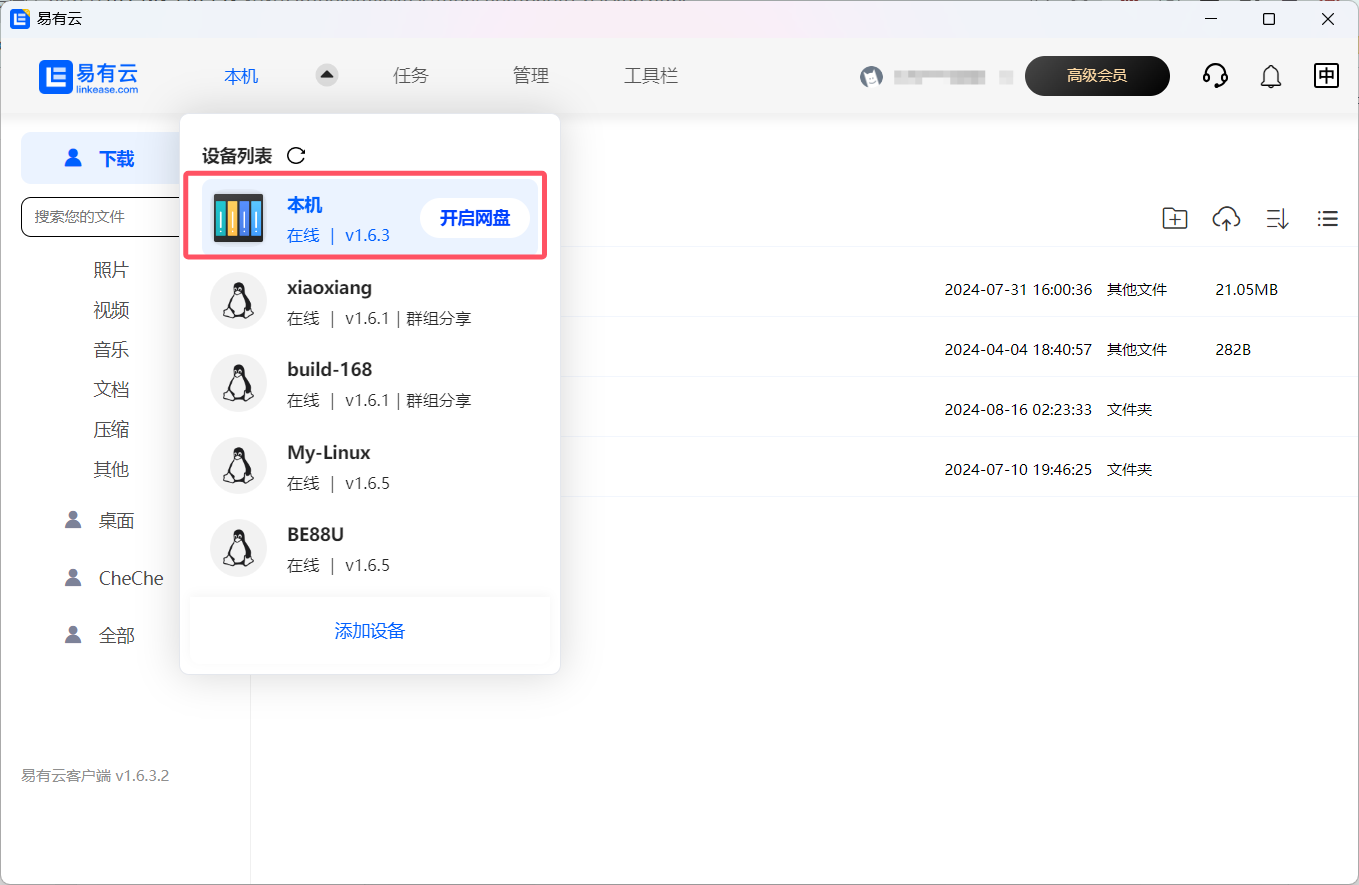 易有云
易有云
linkease.com
本机
任务
管理
工具栏
高级会员
中
下载
搜索您的文件
照片
视频
音乐
文档
压缩
其他
桌面
CheChe
全部
易有云客户端 v1.6.3.2
设备列表
本机
开启网盘
在线 | v1.6.3
xiaoxiang
在线 | v1.6.1 | 群组分享
build-168
在线 | v1.6.1 | 群组分享
My-Linux
在线 | v1.6.5
BE88U
在线 | v1.6.5
添加设备
2024-07-31 16:00:36 其他文件 21.05MB
2024-04-04 18:40:57 其他文件 282B
2024-08-16 02:23:33 文件夹
2024-07-10 19:46:25 文件夹